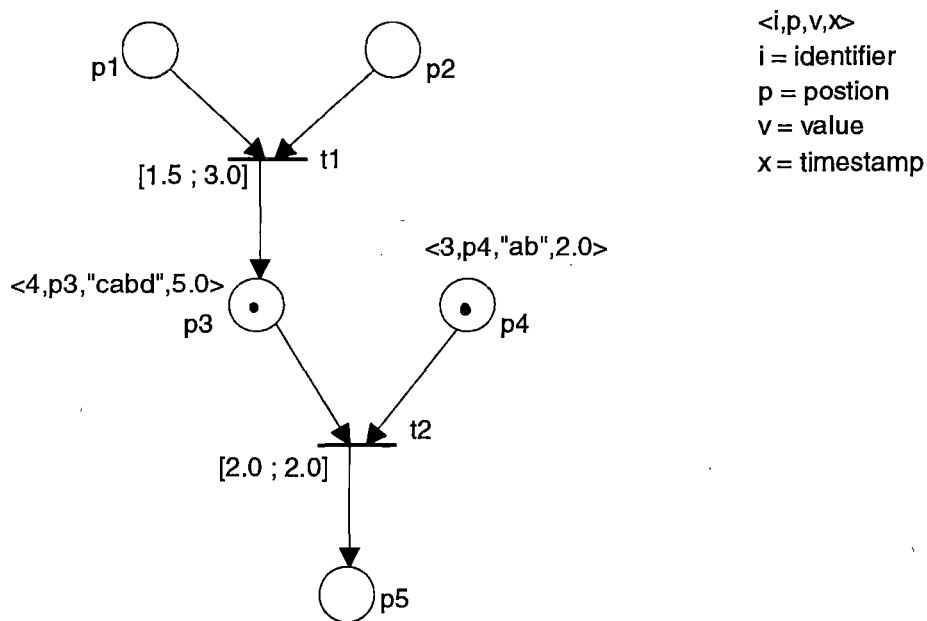 p1
p2
<i,p,v,x>
i = identifier
p = postion
v = value
x = timestamp
t1
[1.5 ; 3.0]
<3,p4,"ab",2.0>
<4,p3,"cabd",5.0>
p3
p4
t2
[2.0 ; 2.0]
p5